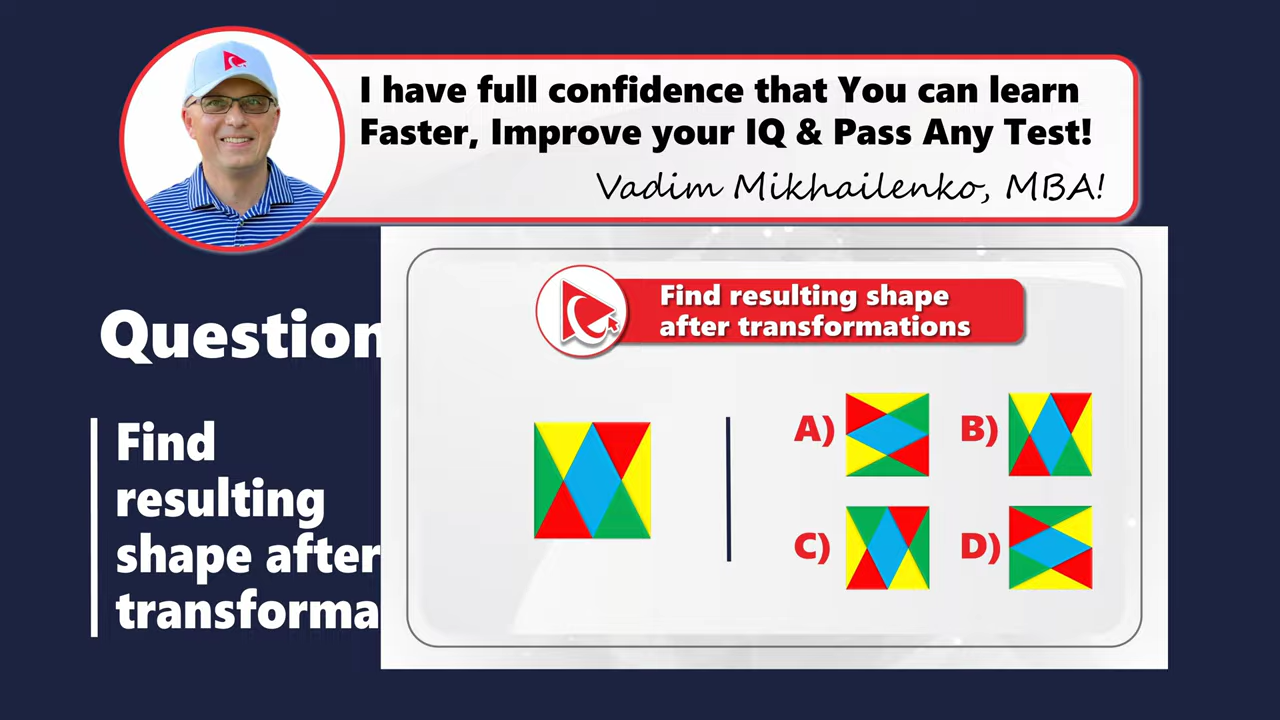 I have full confidence that You can learn
Faster, Improve your IQ & Pass Any Test!
Vadim Mikhailenko, MBA!
Question
Find
resulting
shape after
transforma
Find resulting shape
after transformations
A)
B)
C)
D)